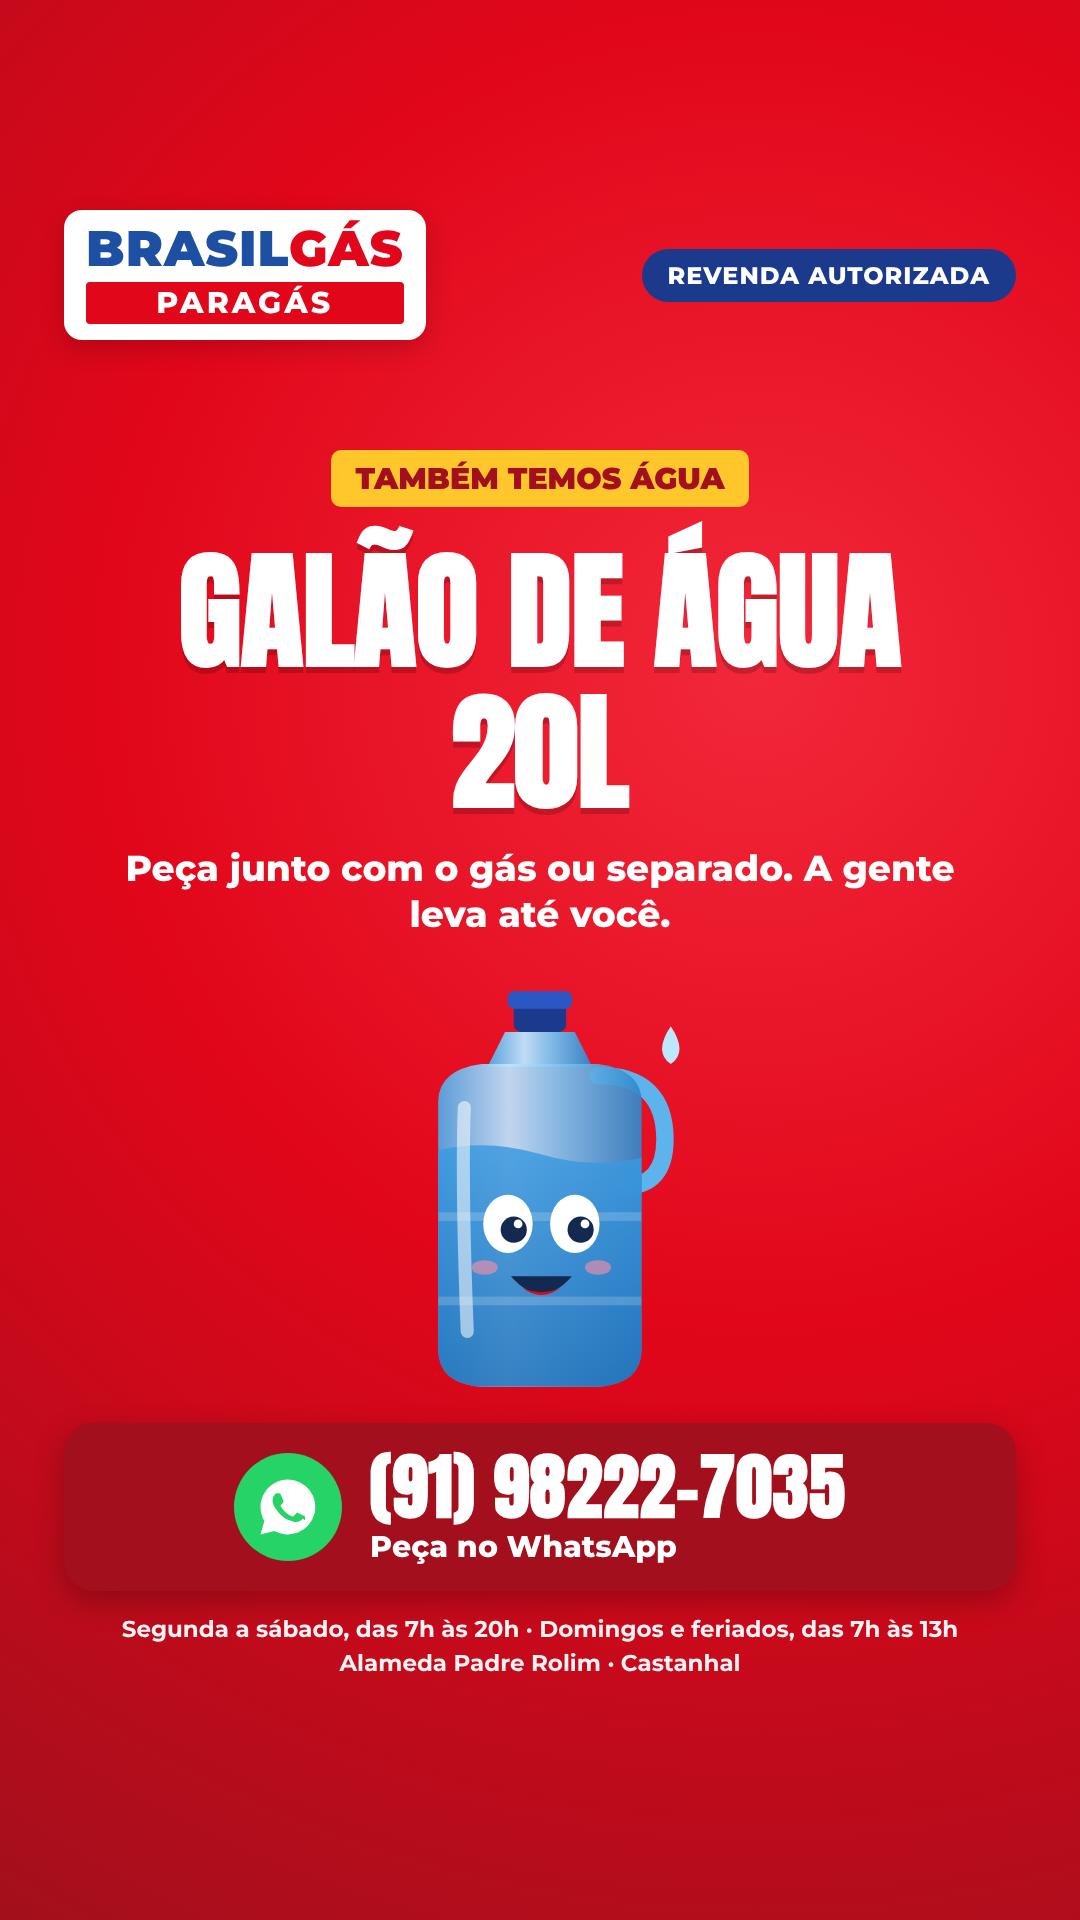 BRASILGÁS
PARAGÁS
REVENDA AUTORIZADA
TAMBÉM TEMOS ÁGUA
GALÃO DE ÁGUA
20L
Peça junto com o gás ou separado. A gente
leva até você.
(91) 98222-7035
Peça no WhatsApp
Segunda a sábado, das 7h às 20h · Domingos e feriados, das 7h às 13h
Alameda Padre Rolim · Castanhal